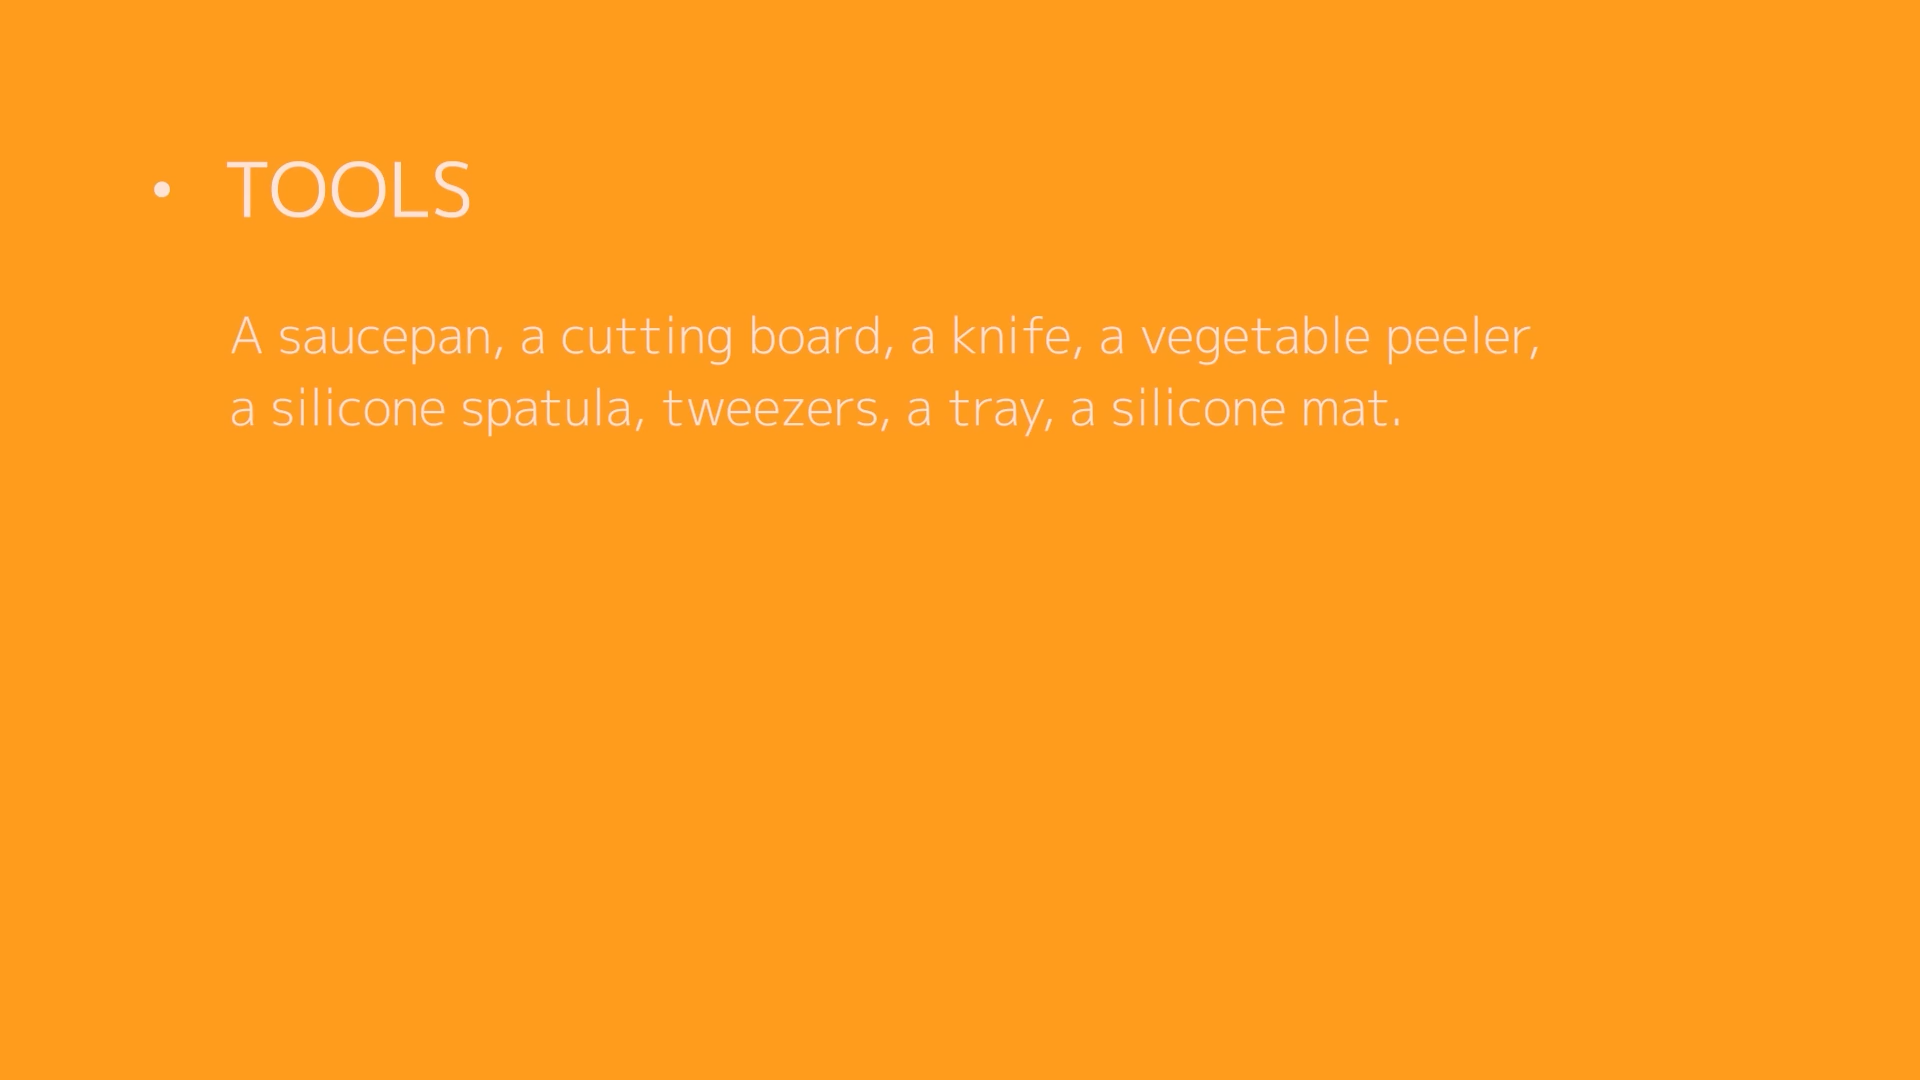 • TOOLS
A saucepan, a cutting board, a knife, a vegetable peeler,
a silicone spatula, tweezers, a tray, a silicone mat.